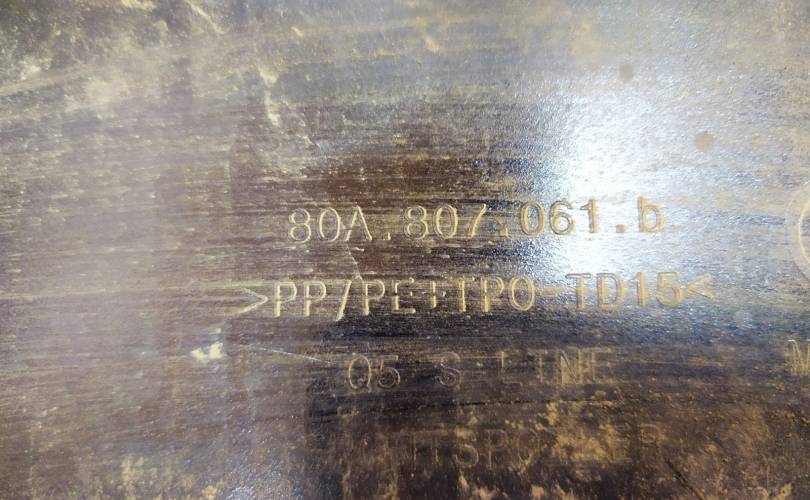 80A.807.061.b
>PP/PE+TPO-TD15<
Q5 S-LINE